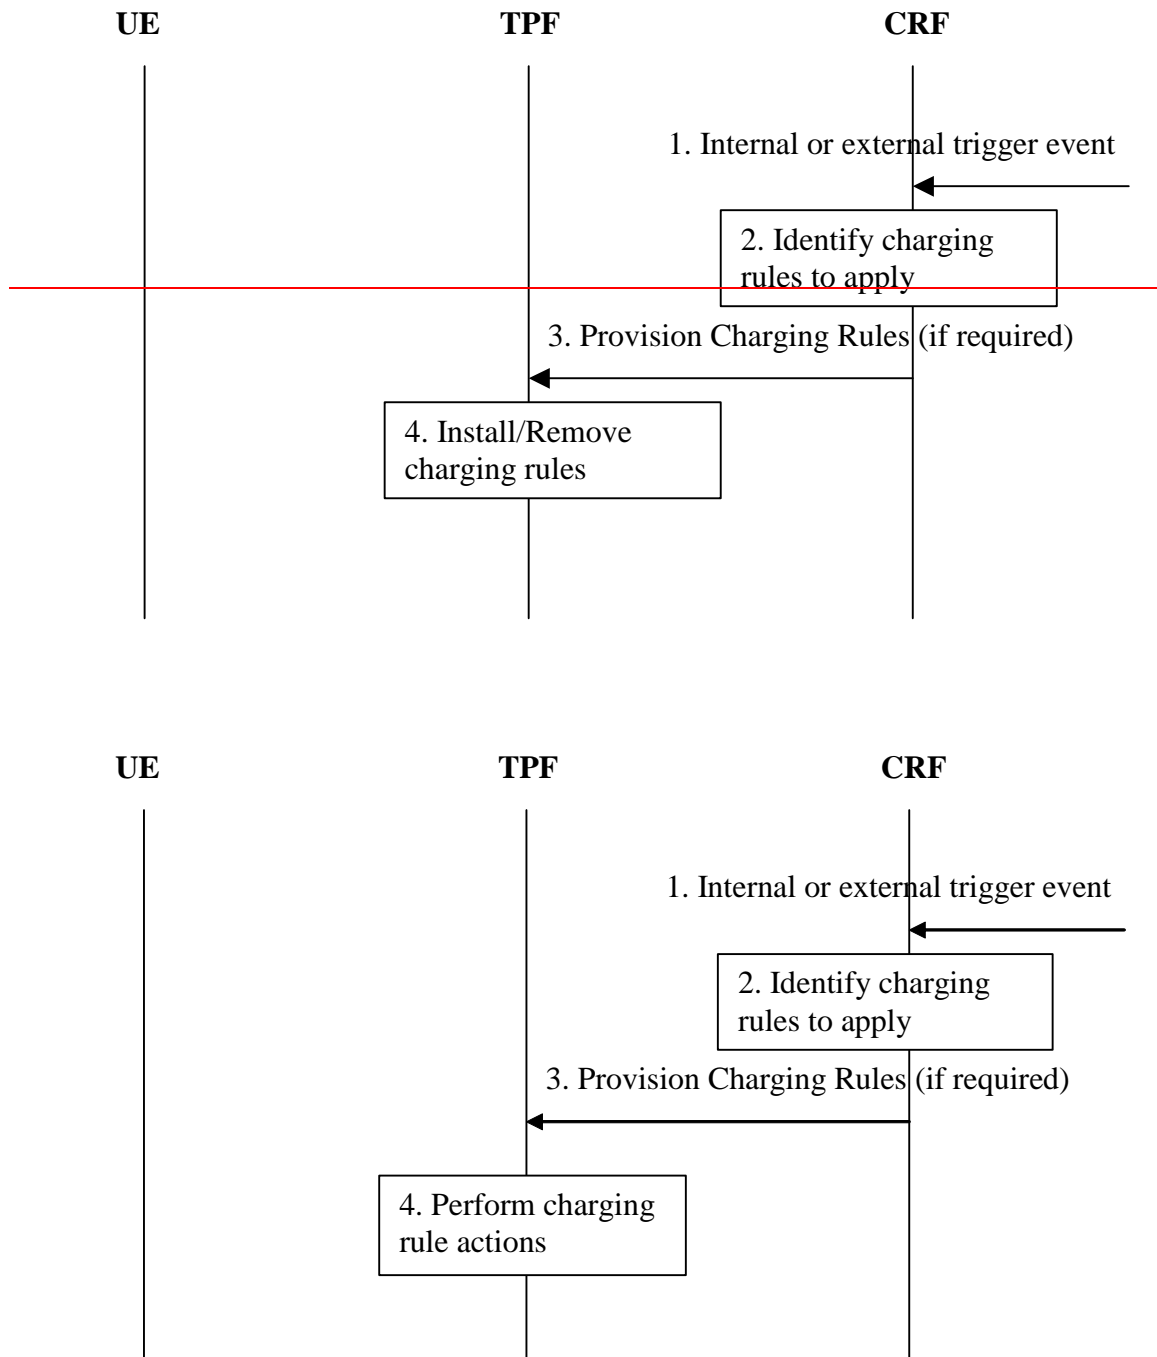 UE TPF CRF
1. Internal or external trigger event
2. Identify charging
rules to apply
3. Provision Charging Rules (if required)
4. Install/Remove
charging rules
UE TPF CRF
1. Internal or external trigger event
2. Identify charging
rules to apply
3. Provision Charging Rules (if required)
4. Perform charging
rule actions